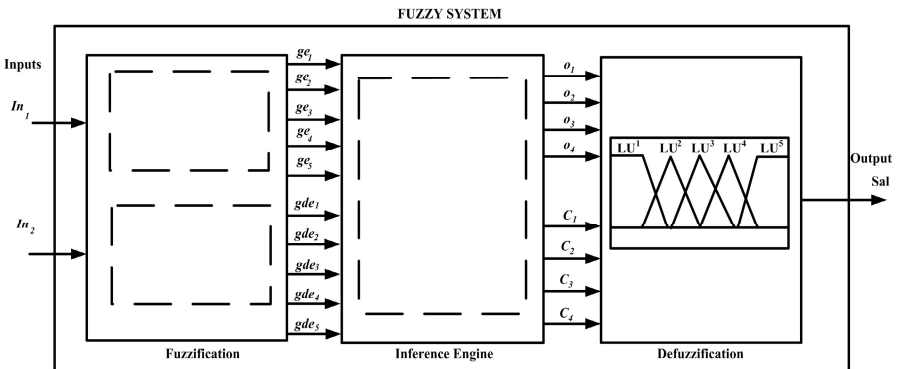 FUZZY SYSTEM
Inputs
In1
In2
ge1
ge2
ge3
ge4
ge5
gde1
gde2
gde3
gde4
gde5
Fuzzification
Inference Engine
o1
o2
o3
o4
C1
C2
C3
C4
LU1 LU2 LU3 LU4 LU5
Defuzzification
Output
Sal